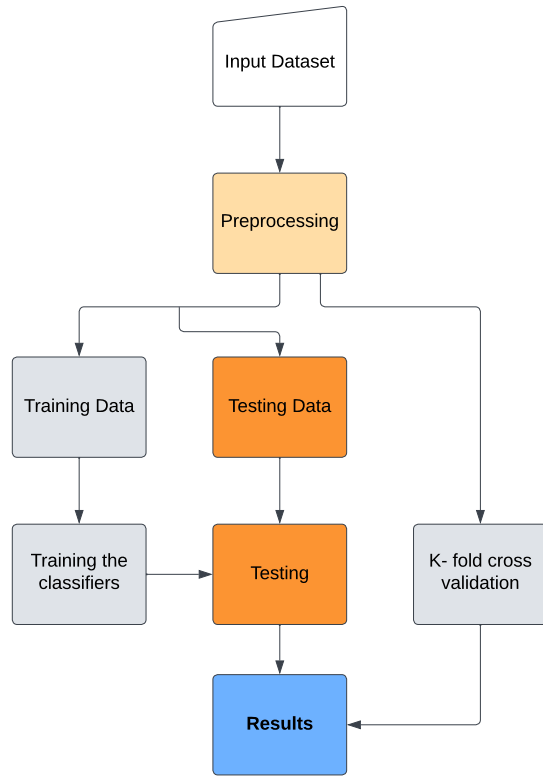 Input Dataset
Preprocessing
Training Data
Testing Data
Training the
classifiers
Testing
K- fold cross
validation
Results